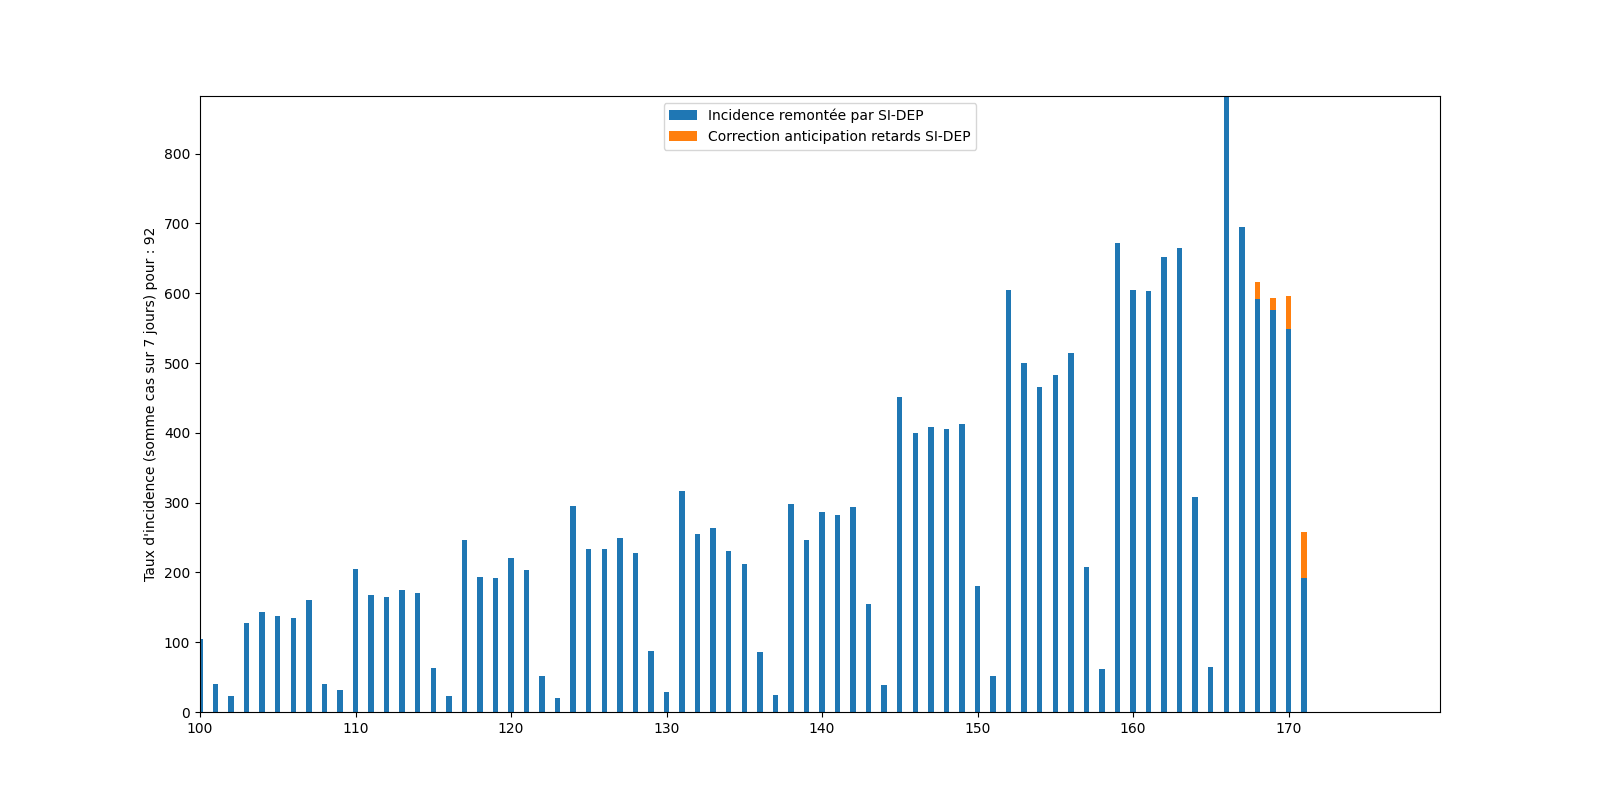 Incidence remontée par SI-DEP
Correction anticipation retards SI-DEP
Taux d'incidence (somme cas sur 7 jours) pour : 92
800
700
600
500
400
300
200
100
0
100 110 120 130 140 150 160 170